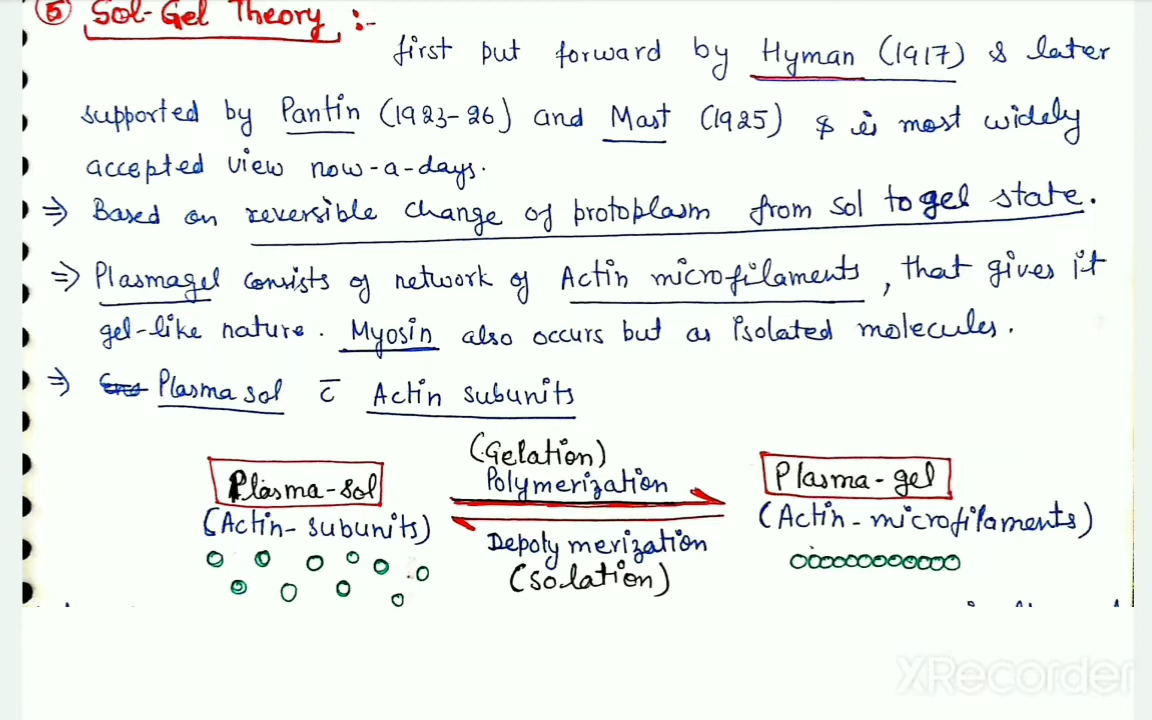 ⑤ Sol-Gel Theory :-
first put forward by Hyman (1917) & later
supported by Pantin (1923-26) and Mast (1925) & is most widely
accepted view now-a-days.
⇒ Based on reversible change of protoplasm from sol to gel state.
⇒ Plasmagel consists of network of Actin microfilaments, that gives it
gel-like nature. Myosin also occurs but as isolated molecules.
⇒ Plasma sol c̄ Actin subunits
(Gelation)
Plasma-sol Polymerization Plasma-gel
(Actin-subunits) (Actin-microfilaments)
Depolymerization
(Solation)
XRecorder